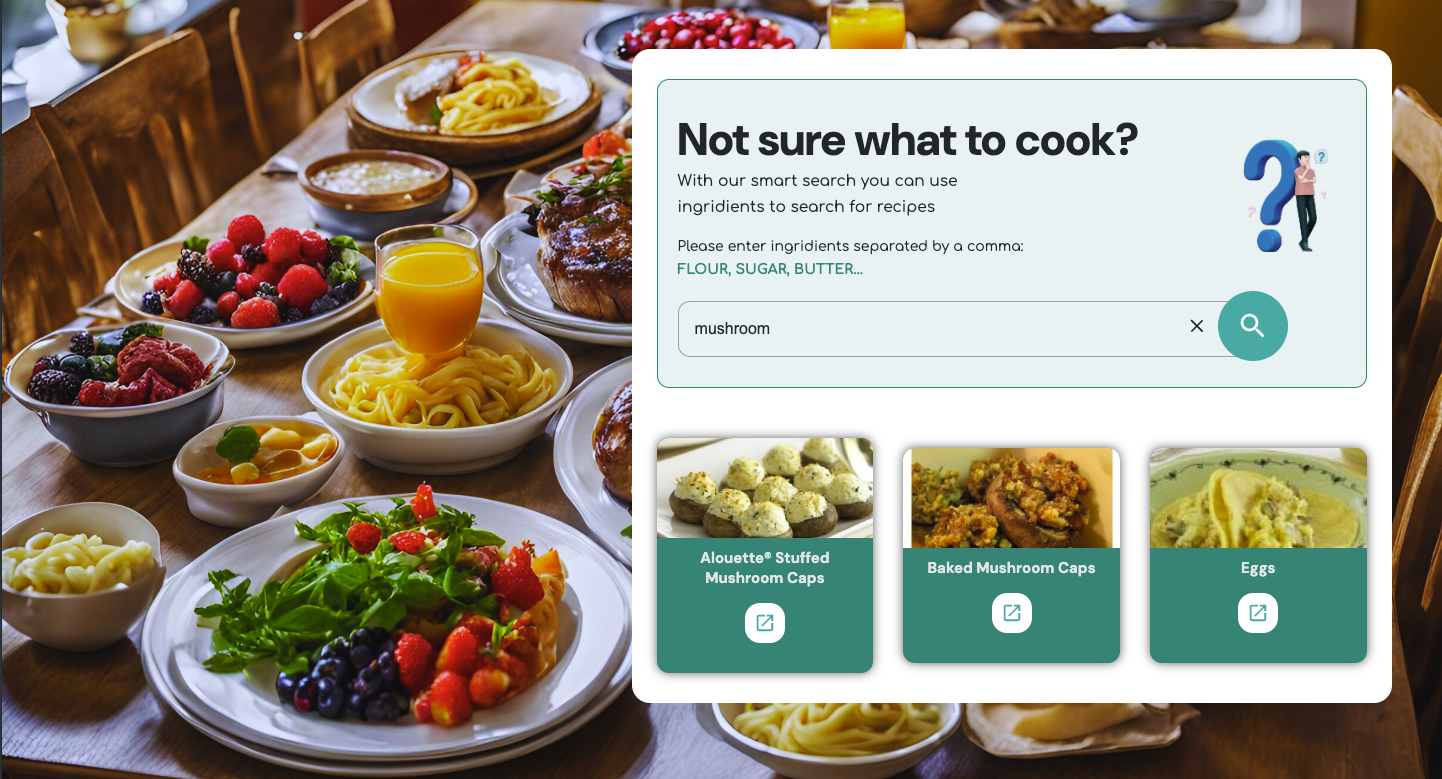 Not sure what to cook?
With our smart search you can use
ingridients to search for recipes
Please enter ingridients separated by a comma:
FLOUR, SUGAR, BUTTER...
mushroom
Alouette® Stuffed
Mushroom Caps
Baked Mushroom Caps
Eggs